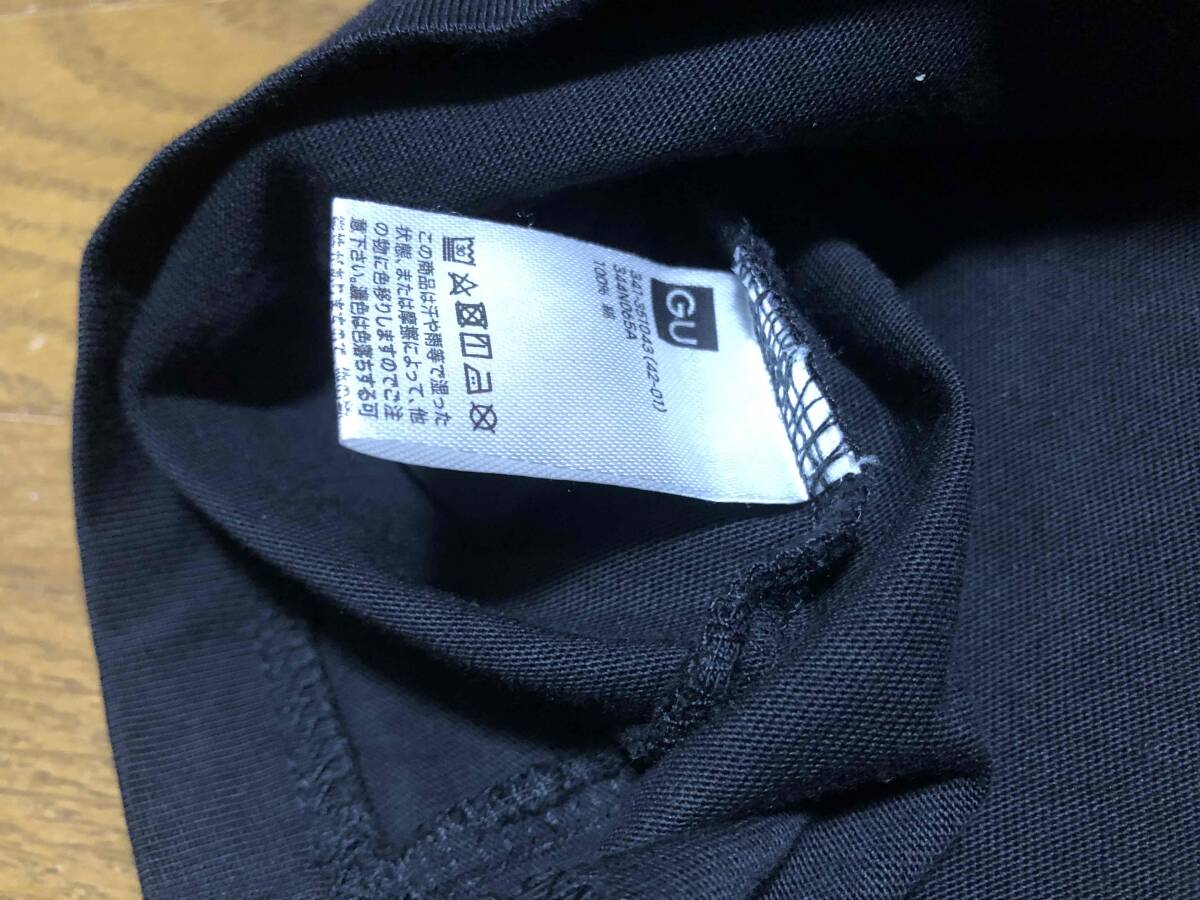 GU
341-051043(42-01)
344N065A
100% 綿
この商品は汗や雨等で湿った
状態、または摩擦によって、他
の物に色移りしますのでご注
意下さい。濃色は色落ちする可